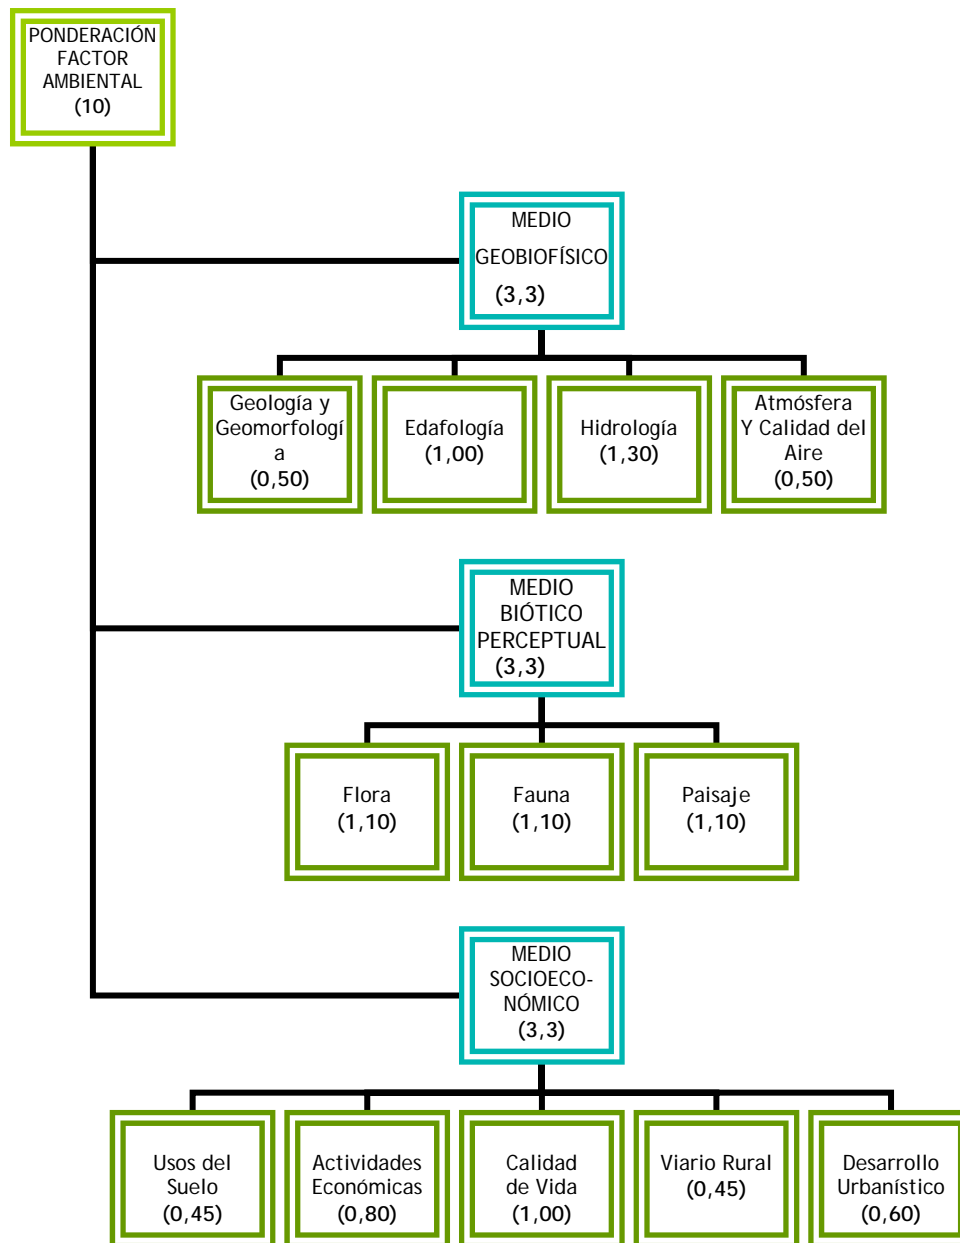 PONDERACIÓN
FACTOR
AMBIENTAL
(10)
MEDIO
GEOBIOFÍSICO
(3,3)
Geología y
Geomorfologí
a
(0,50)
Edafología
(1,00)
Hidrología
(1,30)
Atmósfera
Y Calidad del
Aire
(0,50)
MEDIO
BIÓTICO
PERCEPTUAL
(3,3)
Flora
(1,10)
Fauna
(1,10)
Paisaje
(1,10)
MEDIO
SOCIOECO-
NÓMICO
(3,3)
Usos del
Suelo
(0,45)
Actividades
Económicas
(0,80)
Calidad
de Vida
(1,00)
Viario Rural
(0,45)
Desarrollo
Urbanístico
(0,60)